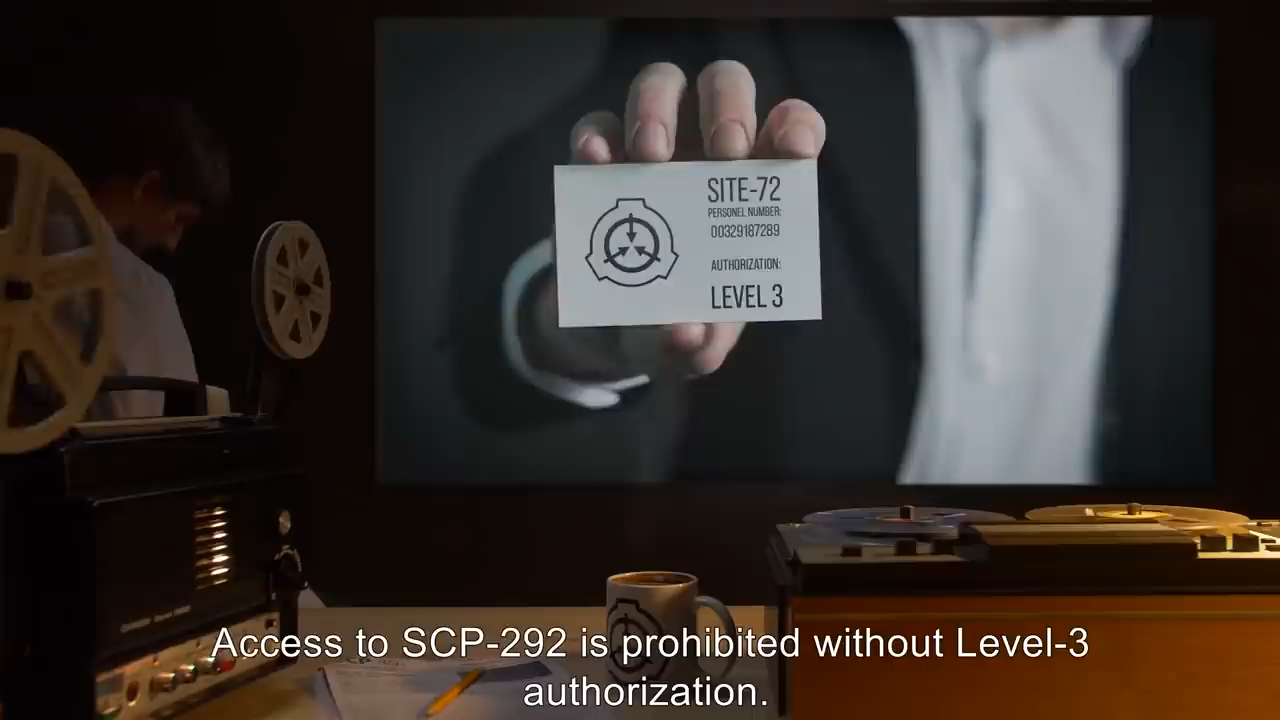 SITE-72
PERSONEL NUMBER:
00329187289
AUTHORIZATION:
LEVEL 3
Access to SCP-292 is prohibited without Level-3
authorization.